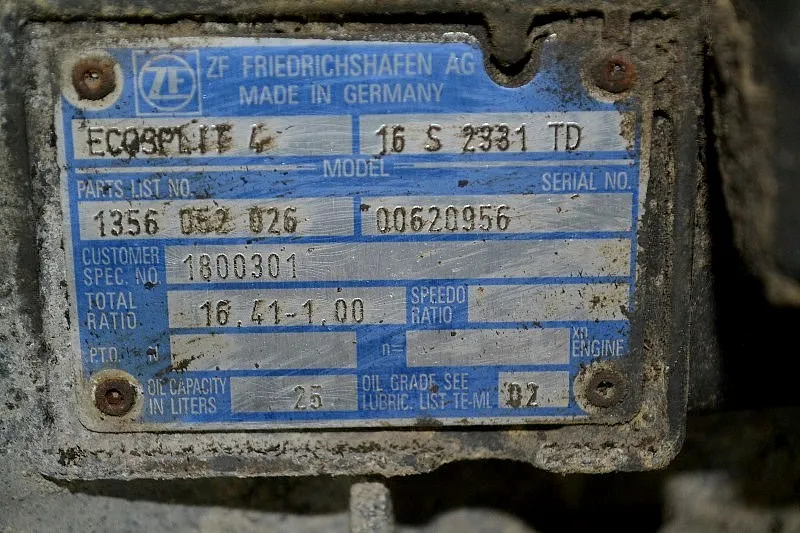 ZF ZF FRIEDRICHSHAFEN AG
MADE IN GERMANY
ECOSPLIT 4 16 S 2331 TD
MODEL
PARTS LIST NO. SERIAL NO.
1356 052 026 00620956
CUSTOMER
SPEC. NO. 1800301
TOTAL
RATIO 16.41-1.00 SPEEDO
RATIO
PTO. N n= xn
ENGINE
OIL CAPACITY
IN LITERS 25 OIL GRADE SEE
LUBRIC. LIST TE-ML 02